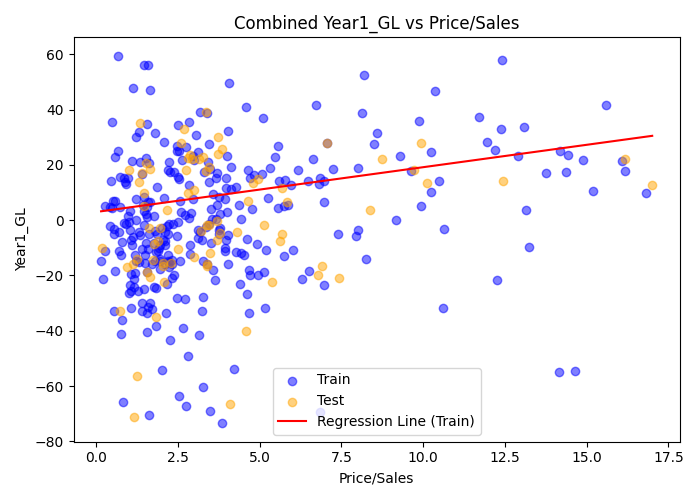 Combined Year1_GL vs Price/Sales
Year1_GL
60
40
20
0
−20
−40
−60
−80
0.0 2.5 5.0 7.5 10.0 12.5 15.0 17.5
Price/Sales
Train
Test
Regression Line (Train)